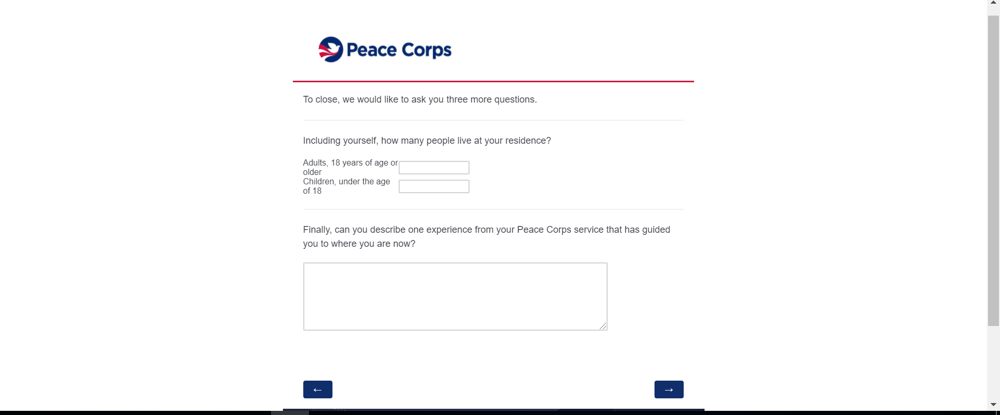 Peace Corps
To close, we would like to ask you three more questions.
Including yourself, how many people live at your residence?
Adults, 18 years of age or
older
Children, under the age
of 18
Finally, can you describe one experience from your Peace Corps service that has guided
you to where you are now?
← →